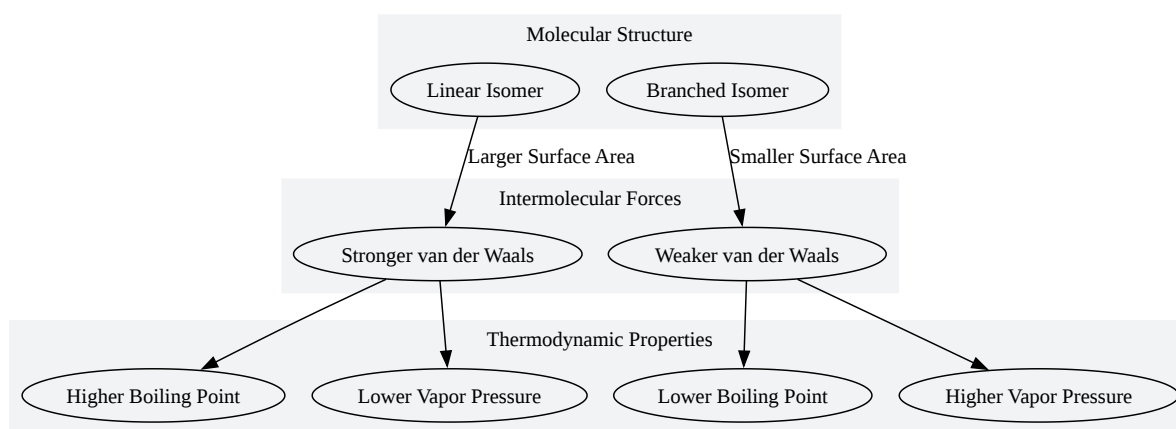 Molecular Structure
Linear Isomer
Branched Isomer
Larger Surface Area
Smaller Surface Area
Intermolecular Forces
Stronger van der Waals
Weaker van der Waals
Thermodynamic Properties
Higher Boiling Point
Lower Vapor Pressure
Lower Boiling Point
Higher Vapor Pressure